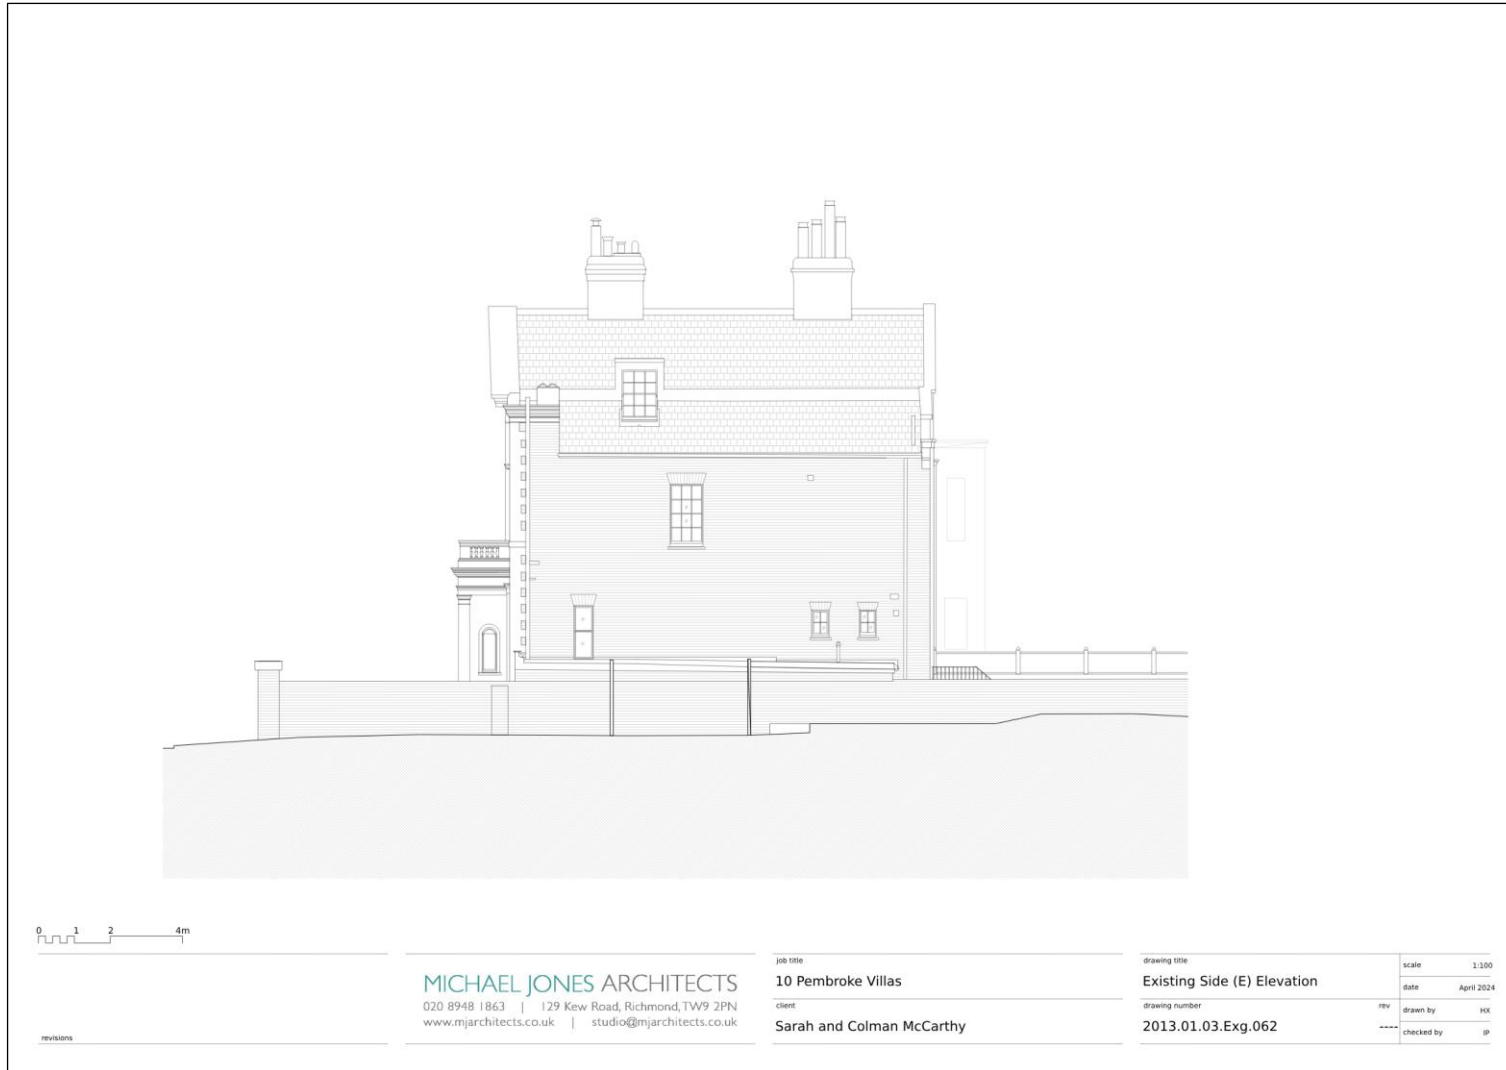 0 1 2 4m
revisions
MICHAEL JONES ARCHITECTS
020 8948 1863 | 129 Kew Road, Richmond, TW9 2PN
www.mjarchitects.co.uk | studio@mjarchitects.co.uk
job title
10 Pembroke Villas
client
Sarah and Colman McCarthy
drawing title
Existing Side (E) Elevation
drawing number rev
2013.01.03.Exg.062 ----
scale 1:100
date April 2024
drawn by HX
checked by IP